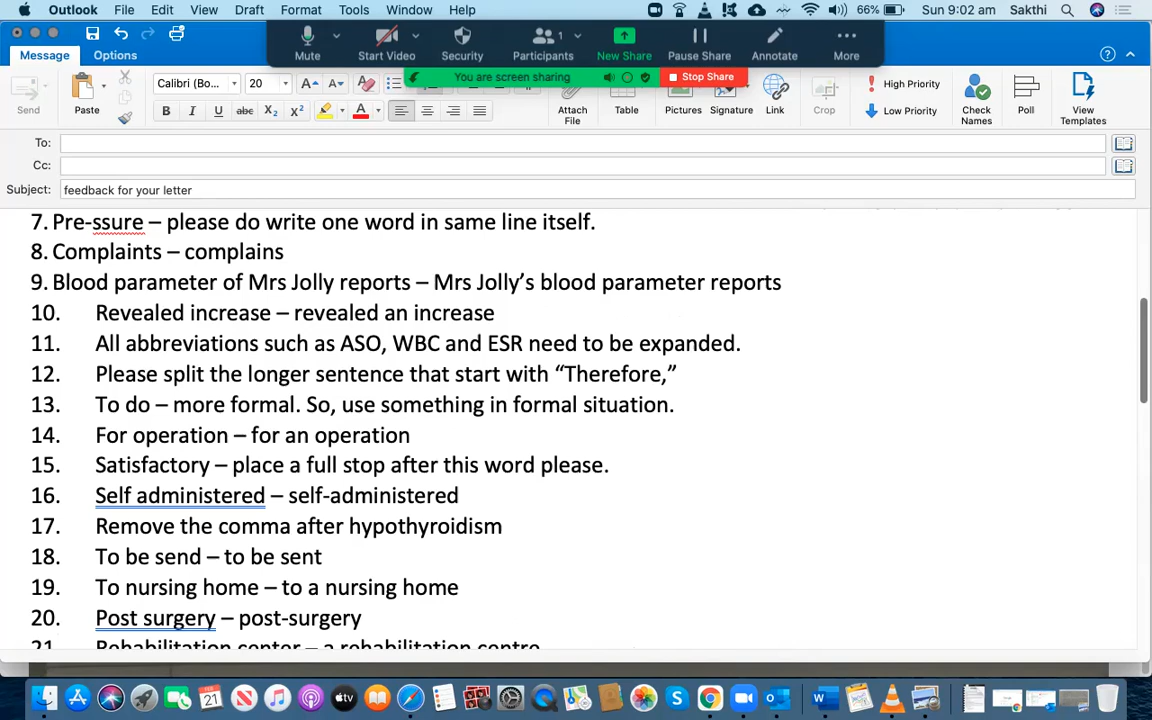 Outlook File Edit View Draft Format Tools Window Help 66% Sun 9:02 am Sakthi
Mute Start Video Security Participants 1 New Share Pause Share Annotate More
You are screen sharing Stop Share
Message Options
Send Paste Calibri (Bo... 20 A A
B I U abc X₂ X² A
Attach File Table Pictures Signature Link Crop High Priority Low Priority Check Names Poll View Templates
To:
Cc:
Subject: feedback for your letter
7. Pre-ssure – please do write one word in same line itself.
8. Complaints – complains
9. Blood parameter of Mrs Jolly reports – Mrs Jolly’s blood parameter reports
10. Revealed increase – revealed an increase
11. All abbreviations such as ASO, WBC and ESR need to be expanded.
12. Please split the longer sentence that start with “Therefore,”
13. To do – more formal. So, use something in formal situation.
14. For operation – for an operation
15. Satisfactory – place a full stop after this word please.
16. Self administered – self-administered
17. Remove the comma after hypothyroidism
18. To be send – to be sent
19. To nursing home – to a nursing home
20. Post surgery – post-surgery
21. Rehabilitation center – a rehabilitation centre